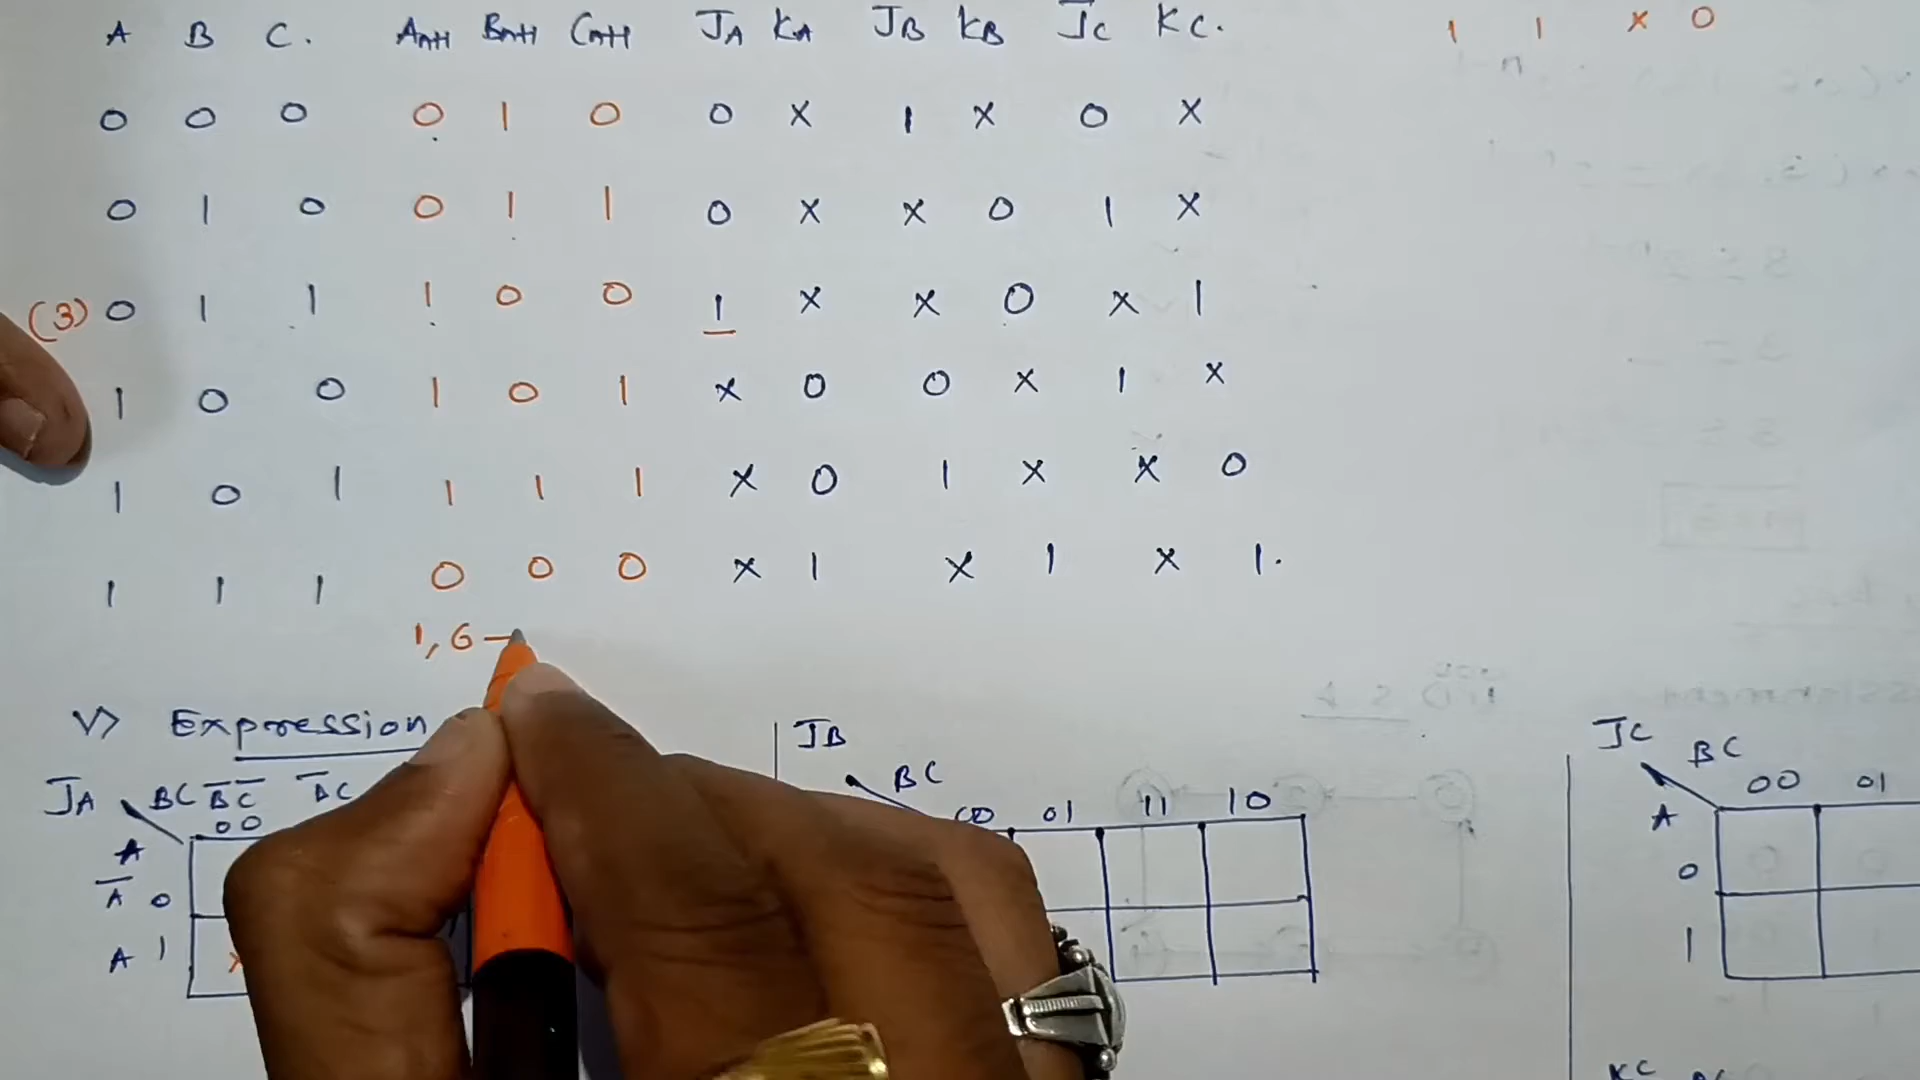 A B C. An+1 Bn+1 Cn+1 JA KA JB KB JC KC.
1 1 x 0
0 0 0 0 1 0 0 x 1 x 0 x
0 1 0 0 1 1 0 x x 0 1 x
(3) 0 1 1 1 0 0 1 x x 0 x 1
1 0 0 1 0 1 x 0 0 x 1 x
1 0 1 1 1 1 x 0 1 x x 0
1 1 1 0 0 0 x 1 x 1 x 1.
1, 6 –
V> Expression
JA BC B̅C̅ B̅C
00
A
A̅ 0
A 1 x
JB
BC
00 01 11 10
JC
BC
00 01
A
0
1
KC